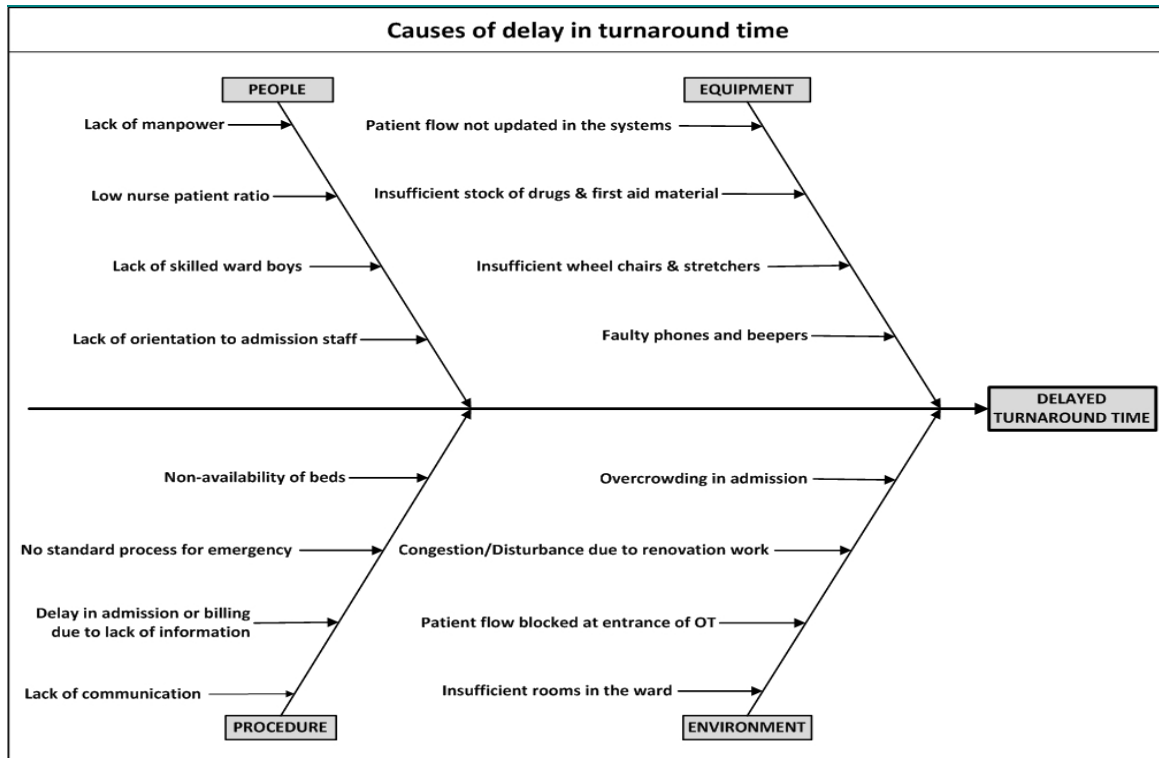 Causes of delay in turnaround time
PEOPLE
Lack of manpower
Low nurse patient ratio
Lack of skilled ward boys
Lack of orientation to admission staff
EQUIPMENT
Patient flow not updated in the systems
Insufficient stock of drugs & first aid material
Insufficient wheel chairs & stretchers
Faulty phones and beepers
DELAYED
TURNAROUND TIME
Non-availability of beds
No standard process for emergency
Delay in admission or billing
due to lack of information
Lack of communication
PROCEDURE
Overcrowding in admission
Congestion/Disturbance due to renovation work
Patient flow blocked at entrance of OT
Insufficient rooms in the ward
ENVIRONMENT